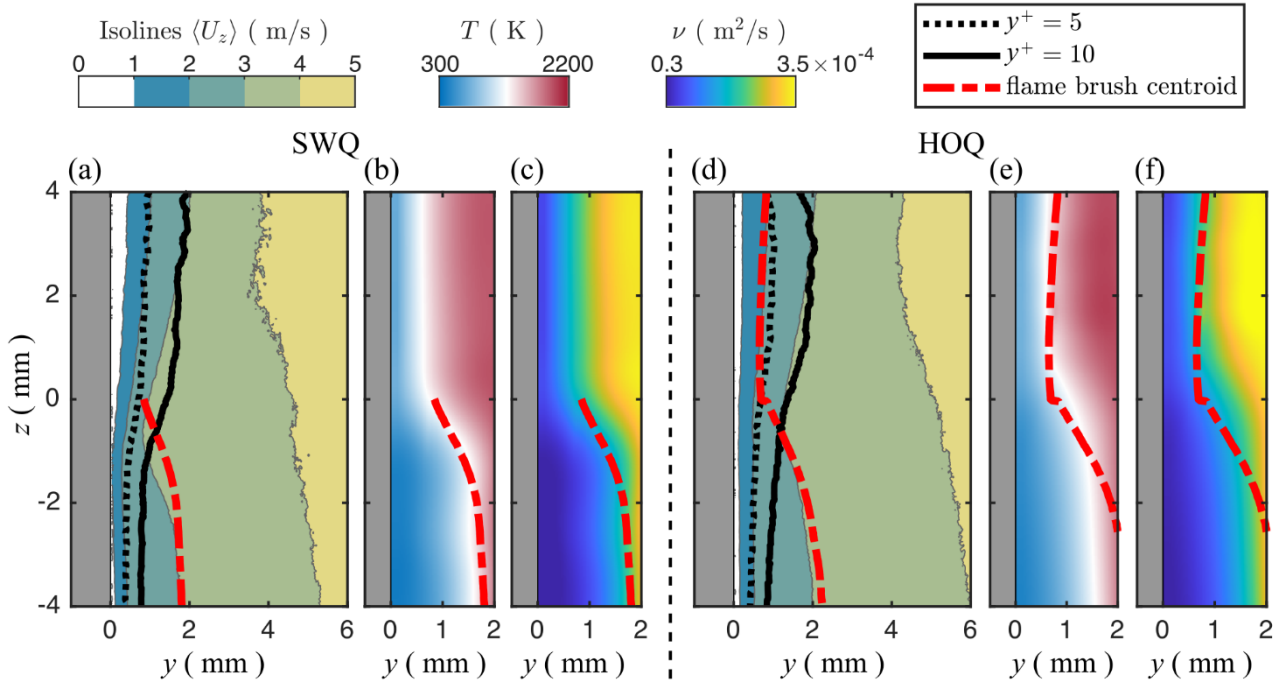 Isolines ⟨U_z⟩ ( m/s )
0 1 2 3 4 5
T ( K )
300 2200
ν ( m²/s )
0.3 3.5 ×10⁻⁴
y⁺ = 5
y⁺ = 10
flame brush centroid
SWQ
HOQ
(a) (b) (c) (d) (e) (f)
4
2
0
-2
-4
z ( mm )
0 2 4 6 0 1 2 0 1 2 0 2 4 6 0 1 2 0 1 2
y ( mm ) y ( mm ) y ( mm ) y ( mm ) y ( mm ) y ( mm )